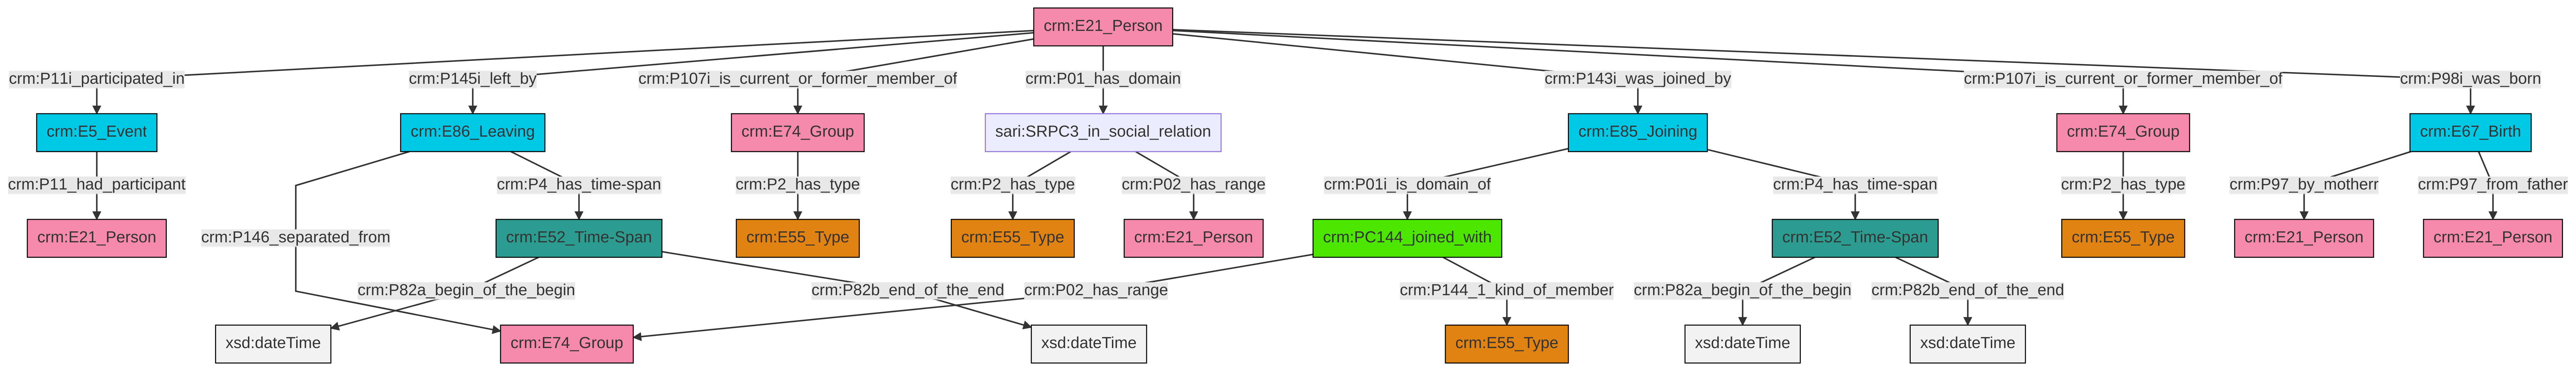 crm:E21_Person
crm:P11i_participated_in
crm:P145i_left_by
crm:P107i_is_current_or_former_member_of
crm:P01_has_domain
crm:P143i_was_joined_by
crm:P107i_is_current_or_former_member_of
crm:P98i_was_born
crm:E5_Event
crm:E86_Leaving
crm:E74_Group
sari:SRPC3_in_social_relation
crm:E85_Joining
crm:E74_Group
crm:E67_Birth
crm:P11_had_participant
crm:P4_has_time-span
crm:P2_has_type
crm:P2_has_type
crm:P02_has_range
crm:P01i_is_domain_of
crm:P4_has_time-span
crm:P2_has_type
crm:P97_by_motherr
crm:P97_from_father
crm:E21_Person
crm:P146_separated_from
crm:E52_Time-Span
crm:E55_Type
crm:E55_Type
crm:E21_Person
crm:PC144_joined_with
crm:E52_Time-Span
crm:E55_Type
crm:E21_Person
crm:E21_Person
crm:P82a_begin_of_the_begin
crm:P82b_end_of_the_end
crm:P02_has_range
crm:P144_1_kind_of_member
crm:P82a_begin_of_the_begin
crm:P82b_end_of_the_end
xsd:dateTime
crm:E74_Group
xsd:dateTime
crm:E55_Type
xsd:dateTime
xsd:dateTime